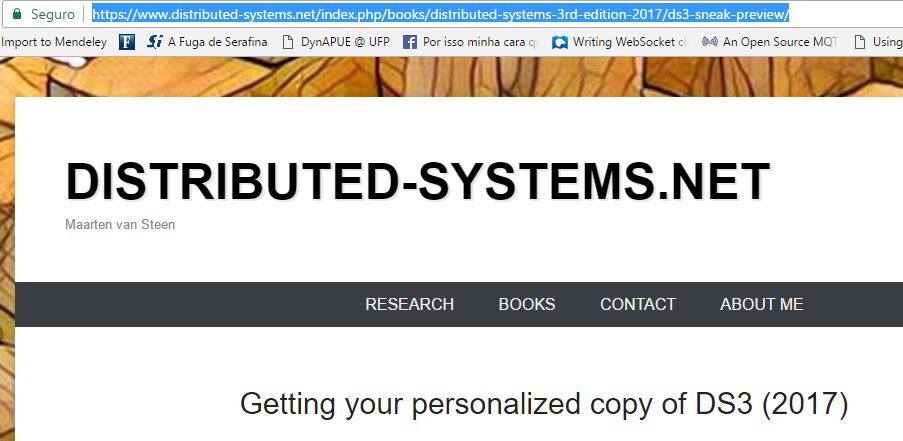 Seguro https://www.distributed-systems.net/index.php/books/distributed-systems-3rd-edition-2017/ds3-sneak-preview/
Import to Mendeley F Si A Fuga de Serafina DynAPUE @ UFP f Por isso minha cara qu Writing WebSocket cli An Open Source MQT Using
DISTRIBUTED-SYSTEMS.NET
Maarten van Steen
RESEARCH BOOKS CONTACT ABOUT ME
Getting your personalized copy of DS3 (2017)